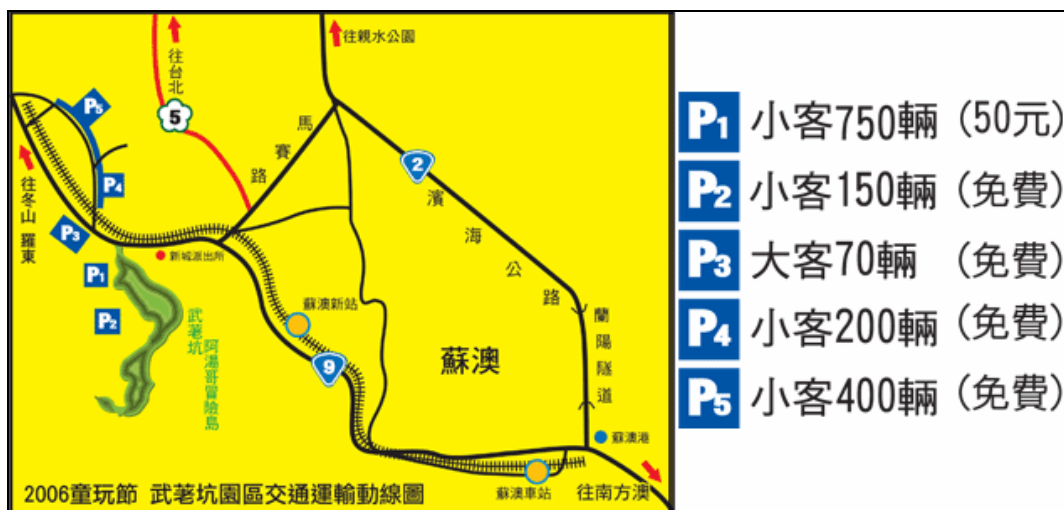 往親水公園
往台北
5
馬賽路
2
濱海公路
P5
P4
往冬山 羅東
P3
新城派出所
P1
P2
武荖坑
阿湯哥冒險島
蘇澳新站
9
蘇澳
蘭陽隧道
蘇澳港
蘇澳車站
往南方澳
2006童玩節 武荖坑園區交通運輸動線圖
P1 小客750輛 (50元)
P2 小客150輛 (免費)
P3 大客70輛 (免費)
P4 小客200輛 (免費)
P5 小客400輛 (免費)